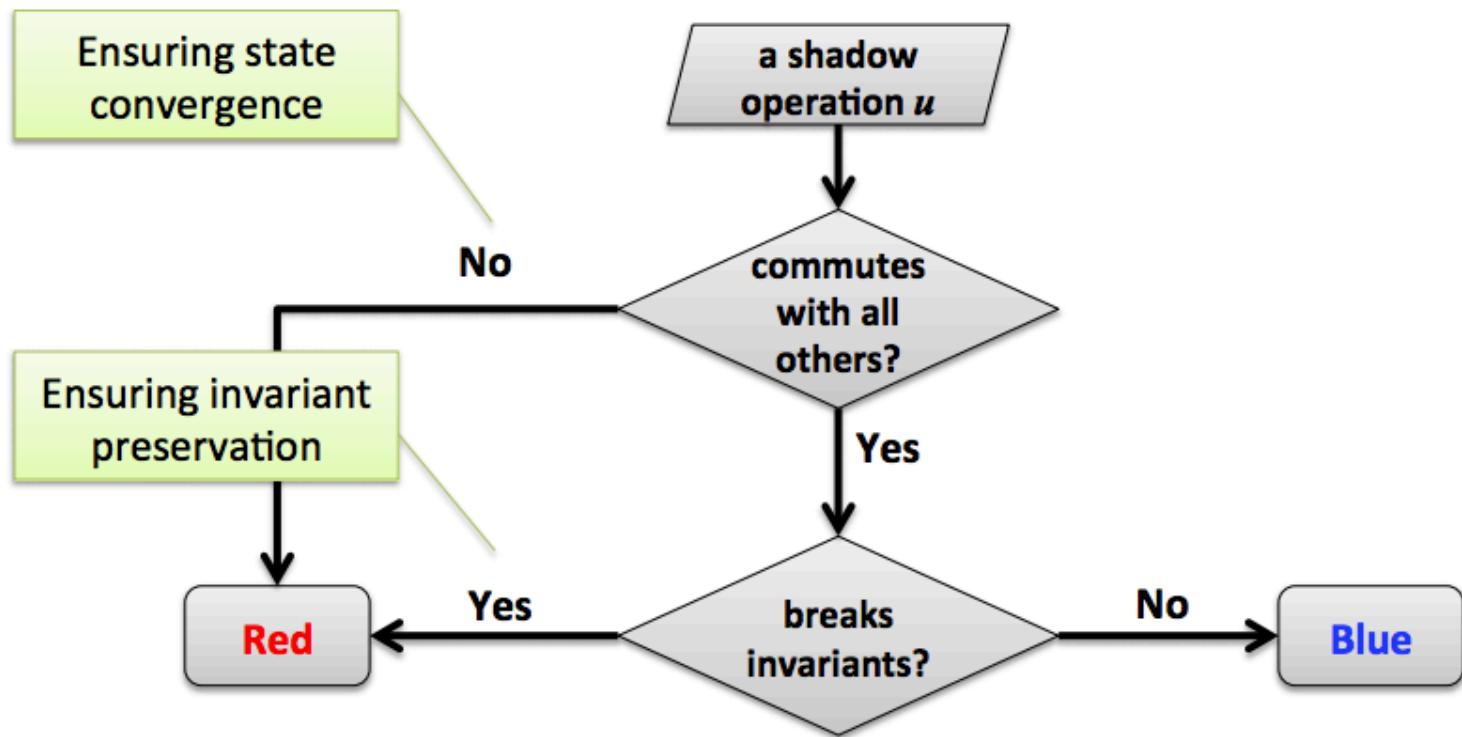 Ensuring state
convergence
a shadow
operation u
No
commutes
with all
others?
Ensuring invariant
preservation
Yes
Red
Yes
breaks
invariants?
No
Blue